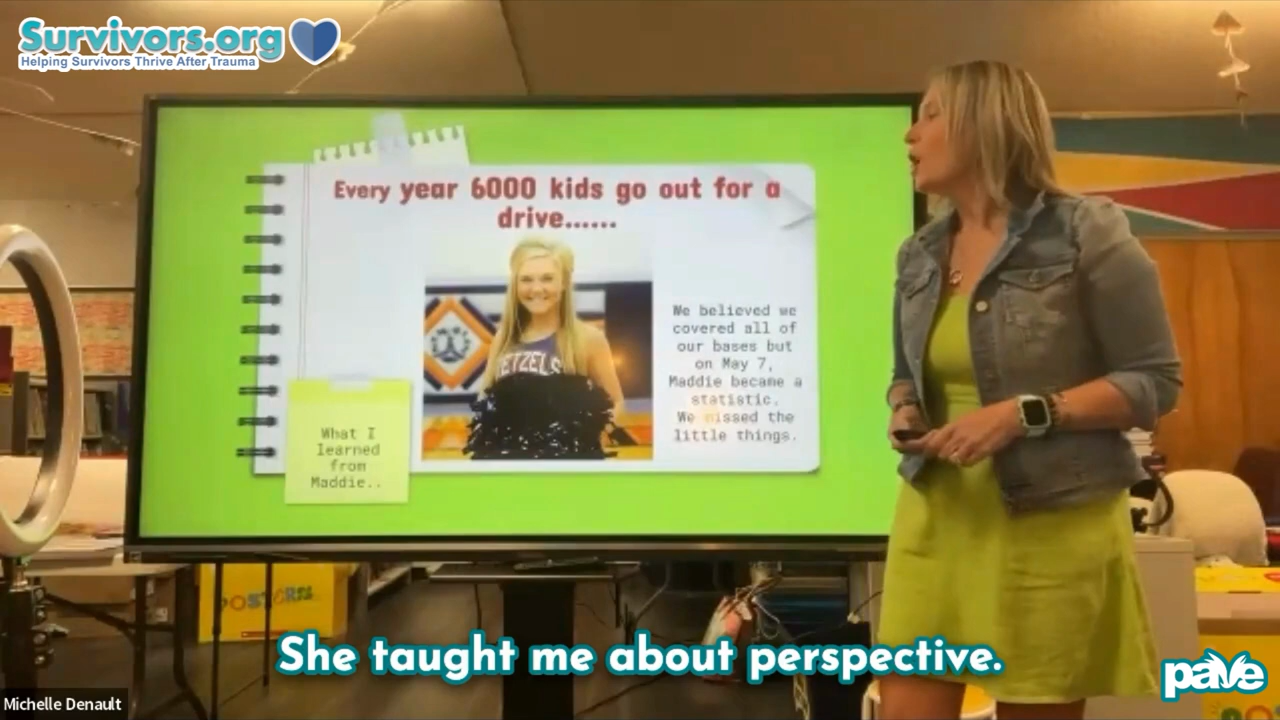 Survivors.org
Helping Survivors Thrive After Trauma
Every year 6000 kids go out for a
drive......
ETZELS
We believed we
covered all of
our bases but
on May 7,
Maddie became a
statistic.
We missed the
little things.
What I
learned
from
Maddie..
She taught me about perspective.
Michelle Denault
pave